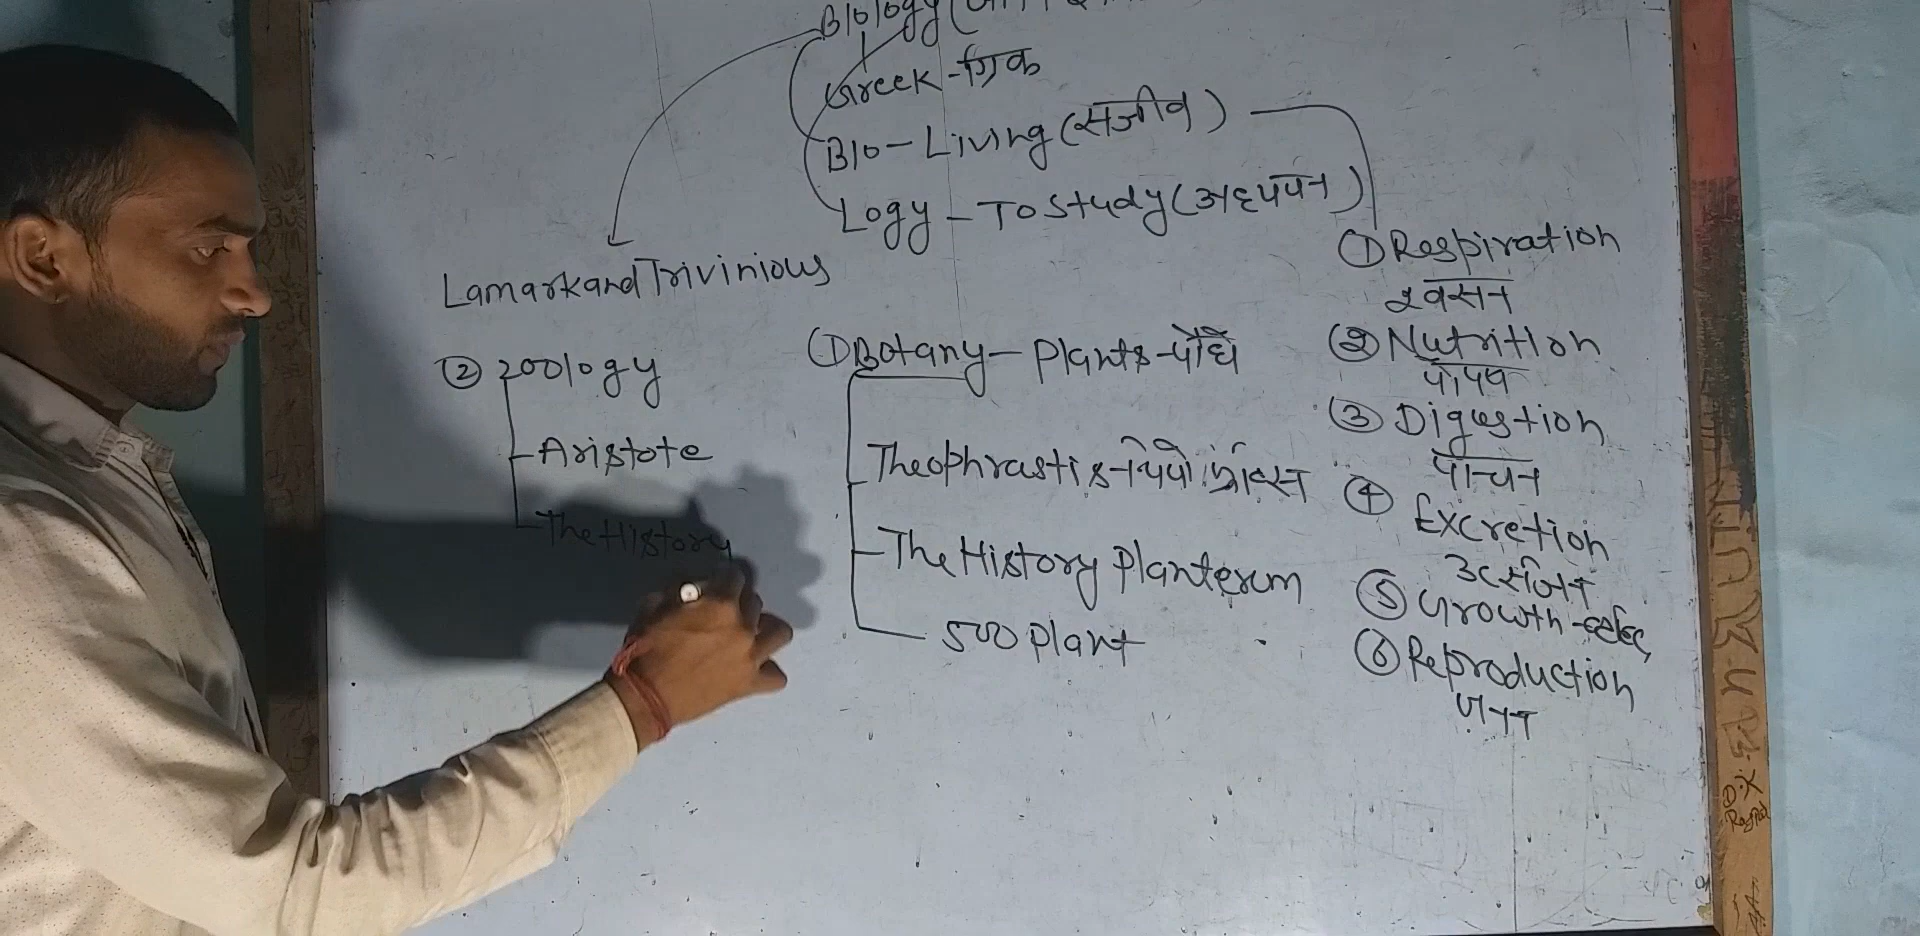 Biology (
Greek - ग्रिक
Bio - Living (सजीव)
Logy - To study (अध्ययन)
Lamark and Trivinious
② Zoology
Aristote
The History
① Botany - Plants - पौधे
Theophrastis -
The History Planterum
500 plant
① Respiration
श्वसन
② Nutrition
पोषण
③ Digestion
पाचन
④ Excretion
उत्सर्जन
⑤ Growth -
⑥ Reproduction